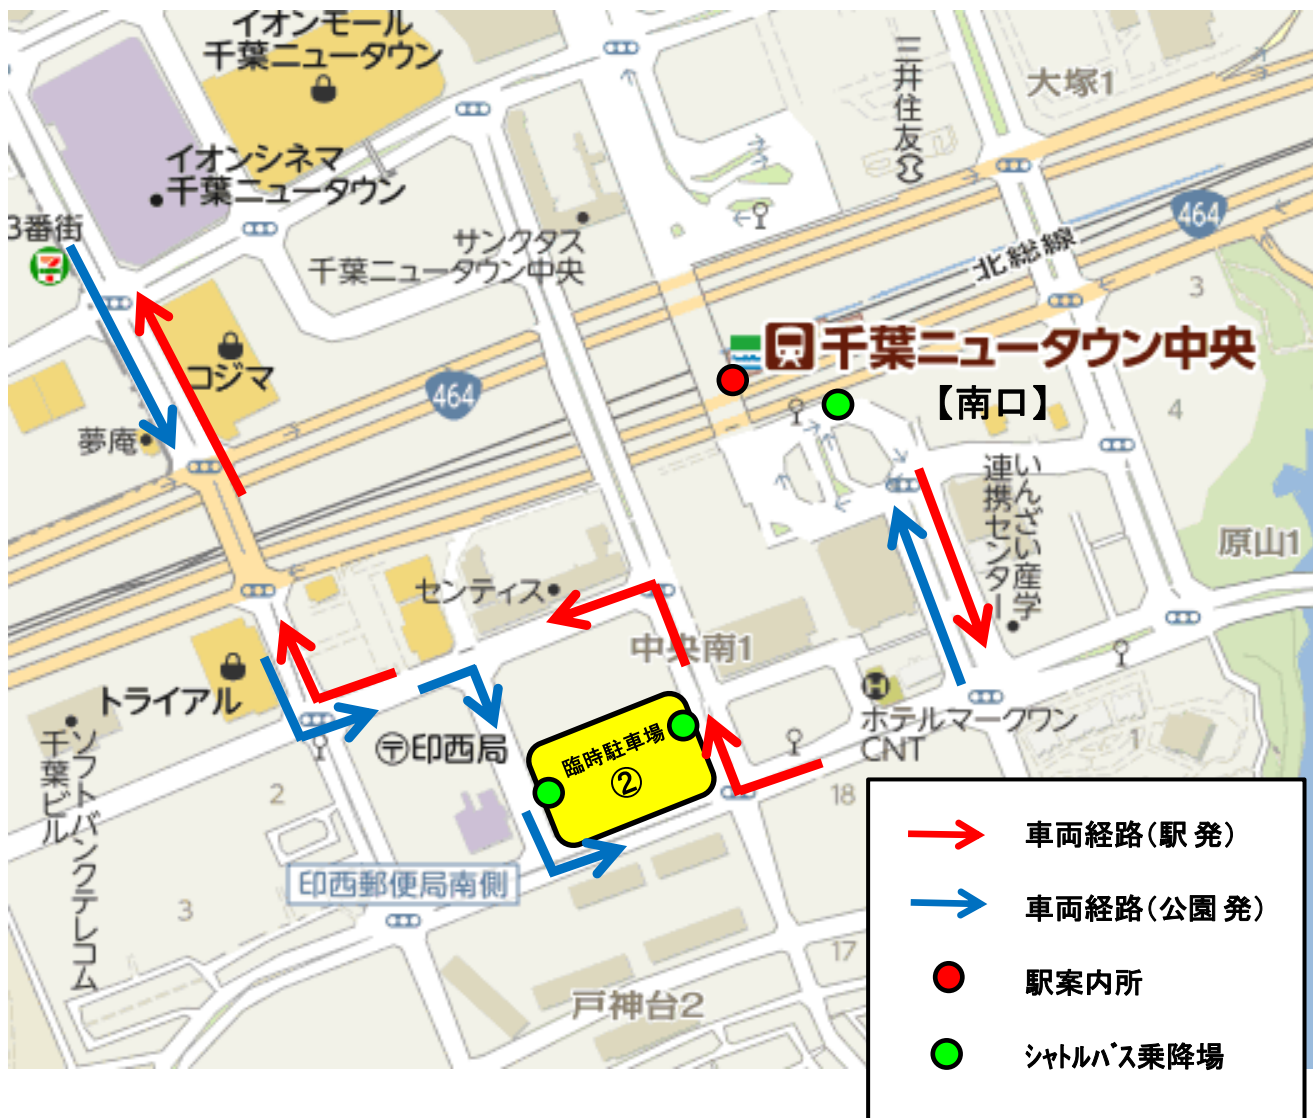 イオンモール
千葉ニュータウン
イオンシネマ
千葉ニュータウン
3番街
サンクタス
千葉ニュータウン中央
三井住友
大塚1
464
北総線
3
千葉ニュータウン中央
【南口】
4
コジマ
464
夢庵
いんざい産学
連携センター
原山1
センティス
中央南1
トライアル
ホテルマークワン
CNT
1
〒印西局
臨時駐車場
②
ソフトバンクテレコム
千葉ビル
2
18
印西郵便局南側
3
17
戸神台2
車両経路(駅 発)
車両経路(公園 発)
駅案内所
ｼｬﾄﾙﾊﾞｽ乗降場